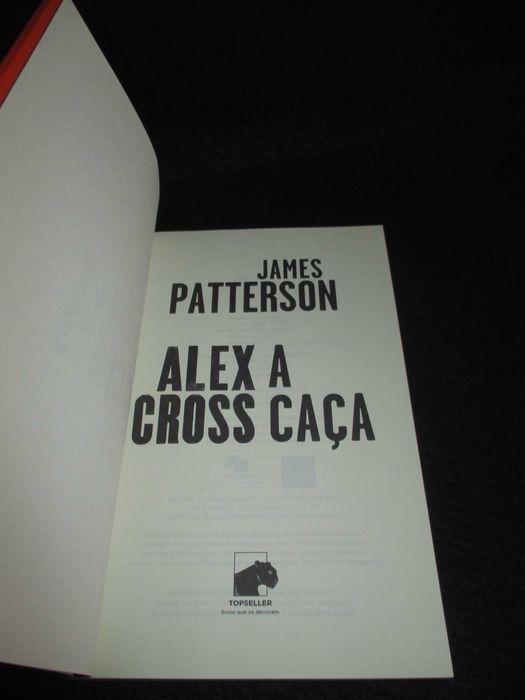 JAMES
PATTERSON
ALEX A
CROSS CAÇA
TOPSELLER
livros que se devoram